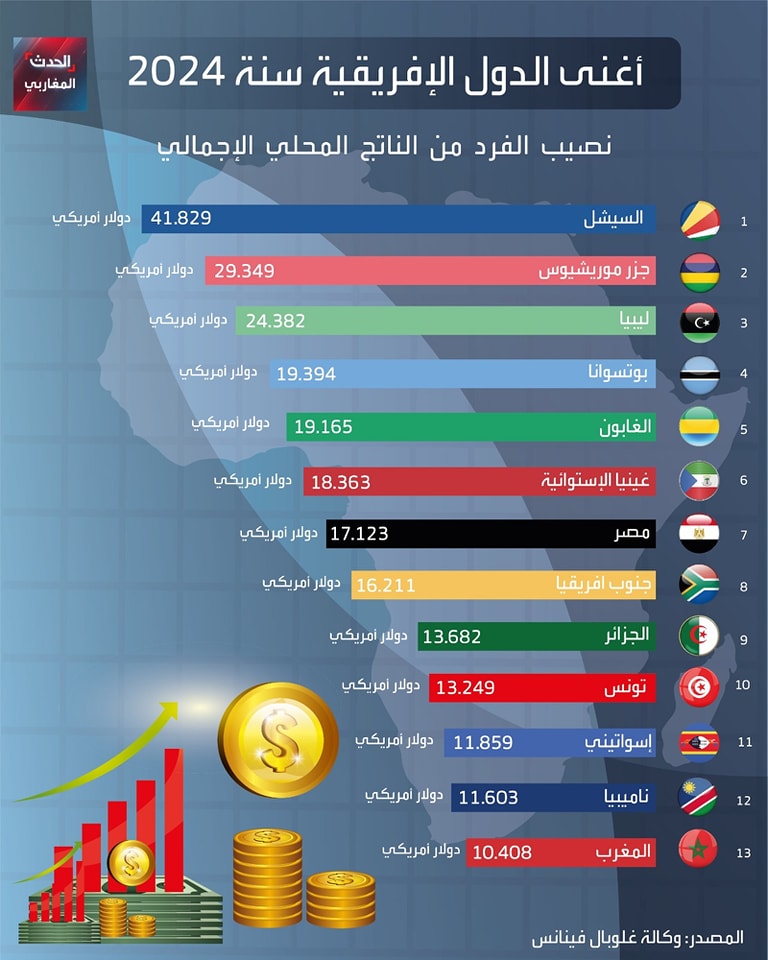 الحدث
المغاربي
أغنى الدول الإفريقية سنة 2024
نصيب الفرد من الناتج المحلي الإجمالي
1 السيشل 41.829 دولار أمريكي
2 جزر موريشيوس 29.349 دولار أمريكي
3 ليبيا 24.382 دولار أمريكي
4 بوتسوانا 19.394 دولار أمريكي
5 الغابون 19.165 دولار أمريكي
6 غينيا الإستوائية 18.363 دولار أمريكي
7 مصر 17.123 دولار أمريكي
8 جنوب افريقيا 16.211 دولار أمريكي
9 الجزائر 13.682 دولار أمريكي
10 تونس 13.249 دولار أمريكي
11 إسواتيني 11.859 دولار أمريكي
12 ناميبيا 11.603 دولار أمريكي
13 المغرب 10.408 دولار أمريكي
المصدر: وكالة غلوبال فينانس